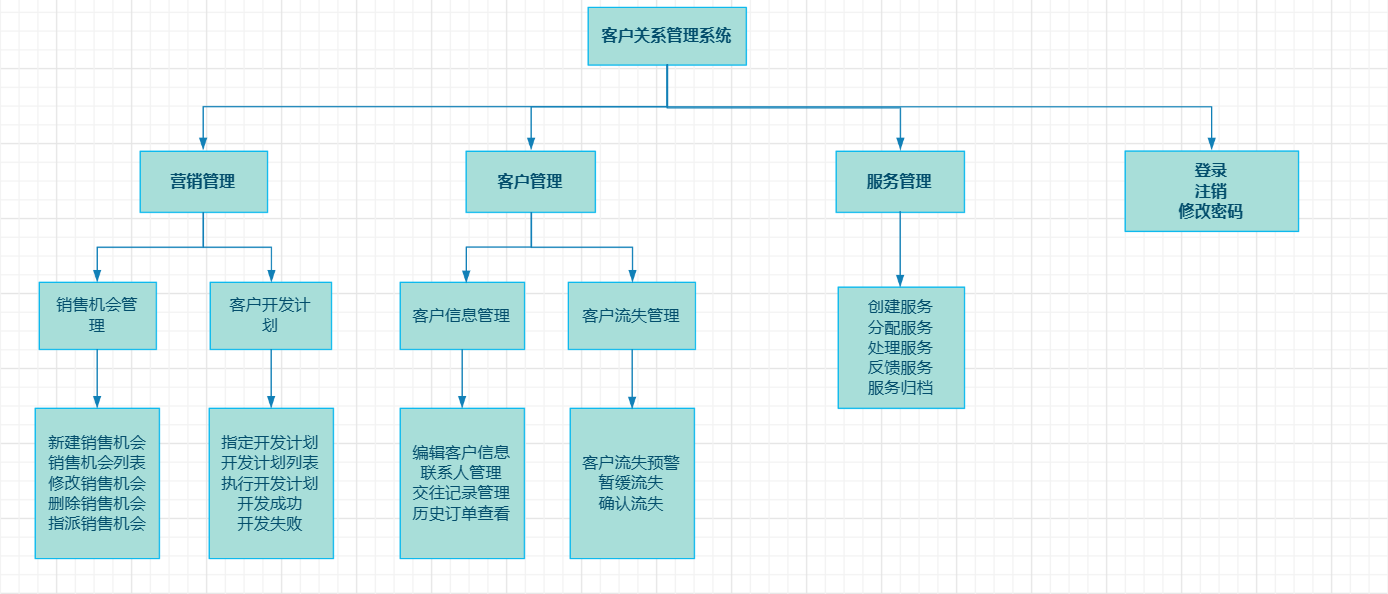 客户关系管理系统
营销管理
客户管理
服务管理
登录
注销
修改密码
销售机会管
理
客户开发计
划
客户信息管理
客户流失管理
创建服务
分配服务
处理服务
反馈服务
服务归档
新建销售机会
销售机会列表
修改销售机会
删除销售机会
指派销售机会
指定开发计划
开发计划列表
执行开发计划
开发成功
开发失败
编辑客户信息
联系人管理
交往记录管理
历史订单查看
客户流失预警
暂缓流失
确认流失